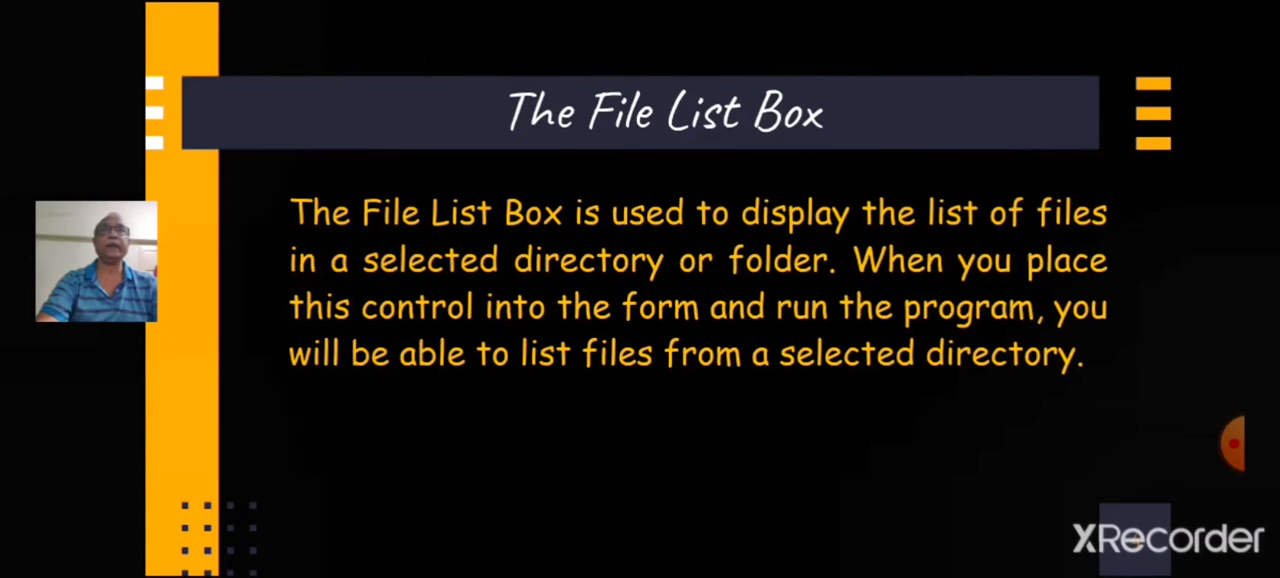 The File List Box
The File List Box is used to display the list of files
in a selected directory or folder. When you place
this control into the form and run the program, you
will be able to list files from a selected directory.
XRecorder